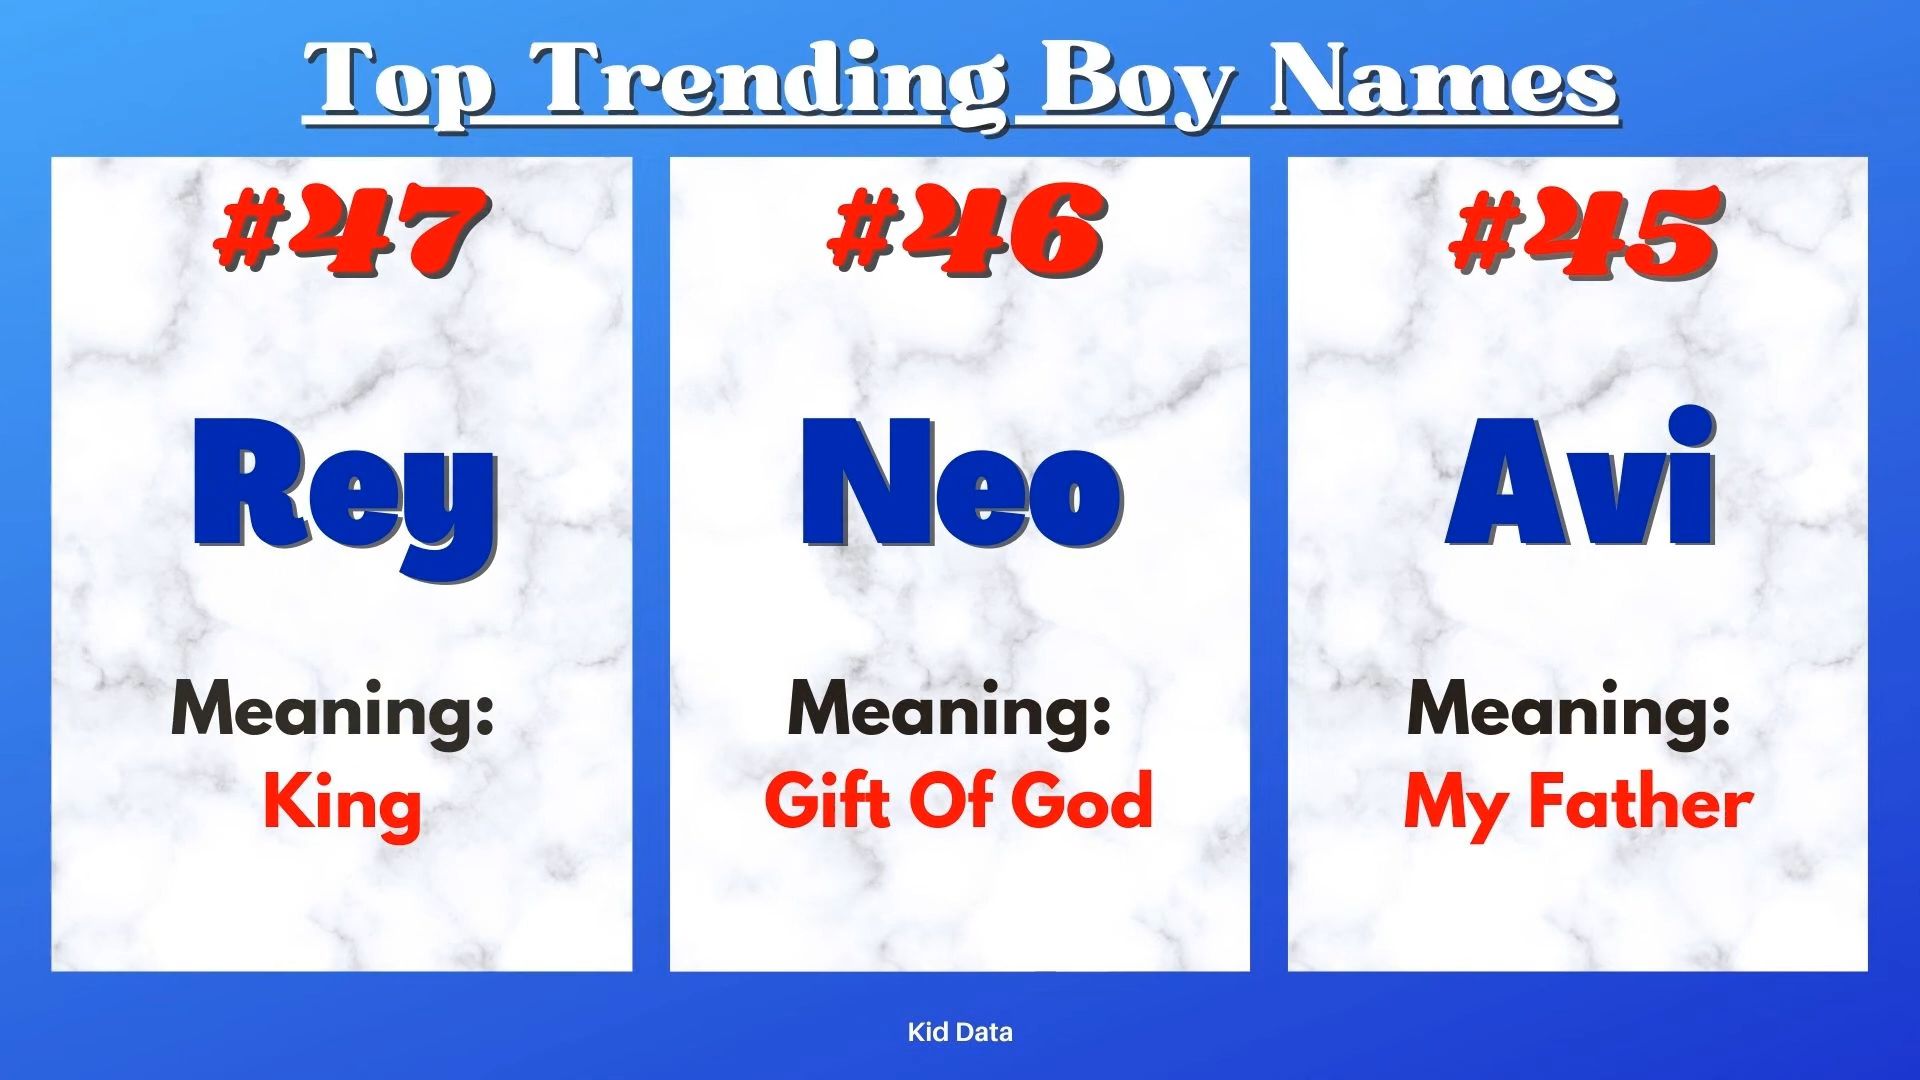 Top Trending Boy Names
#47
Rey
Meaning:
King
#46
Neo
Meaning:
Gift Of God
#45
Avi
Meaning:
My Father
Kid Data